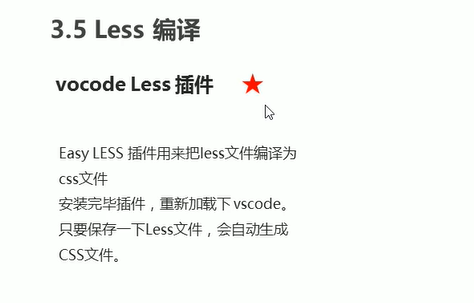 3.5 Less 编译
vocode Less 插件
Easy LESS 插件用来把less文件编译为
css文件
安装完毕插件，重新加载下 vscode。
只要保存一下Less文件，会自动生成
CSS文件。